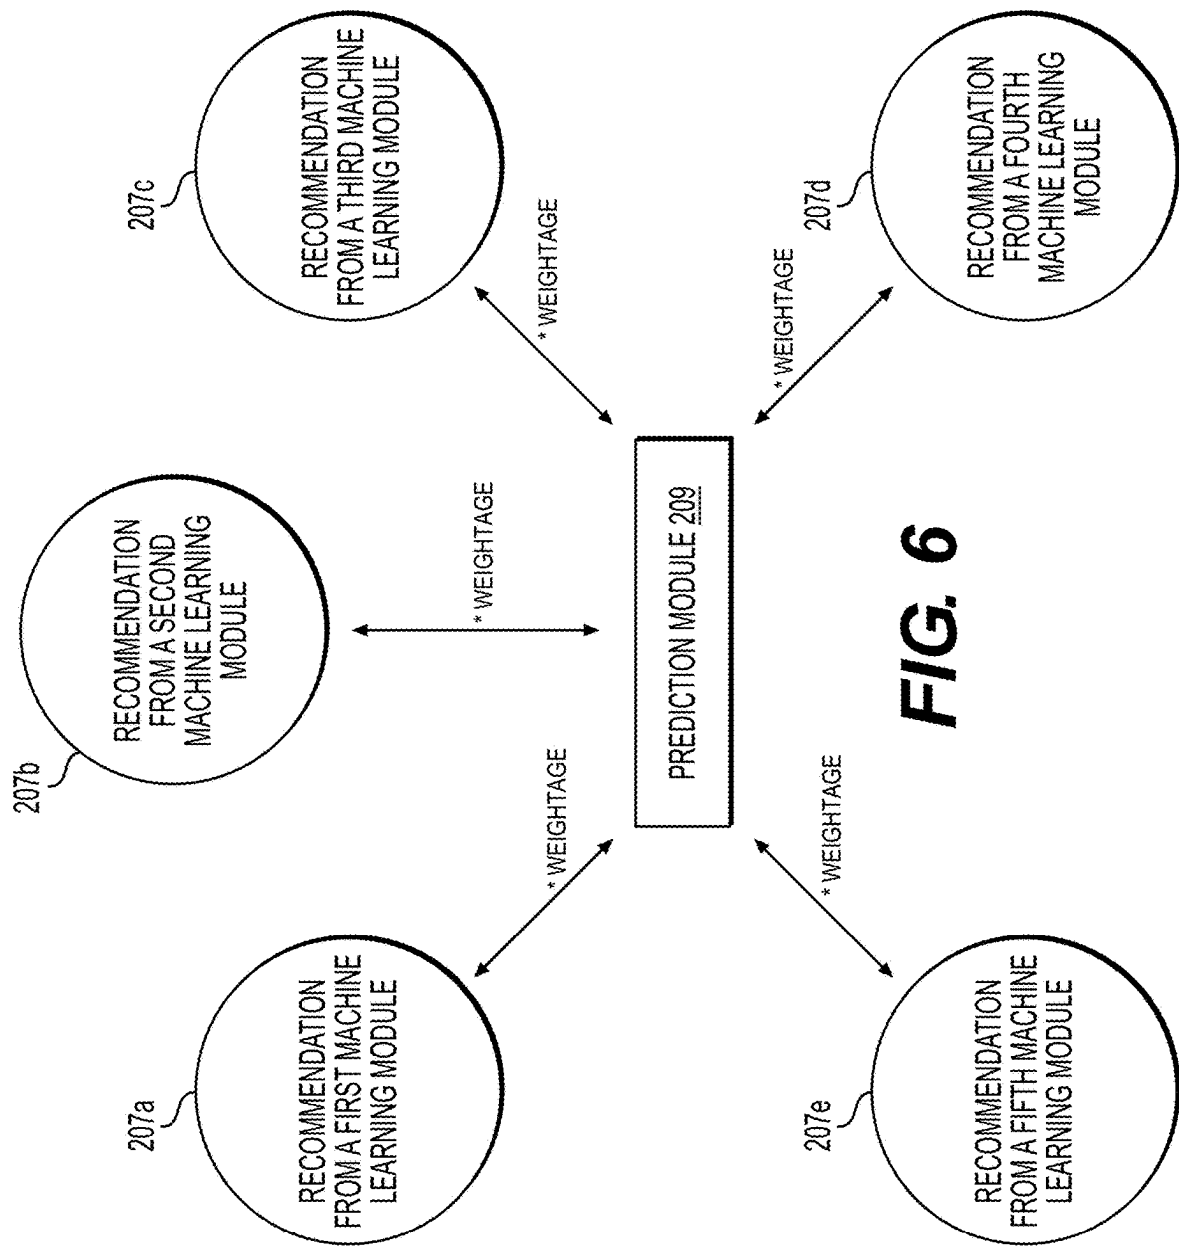 207a
RECOMMENDATION
FROM A FIRST MACHINE
LEARNING MODULE
207b
RECOMMENDATION
FROM A SECOND
MACHINE LEARNING
MODULE
207c
RECOMMENDATION
FROM A THIRD MACHINE
LEARNING MODULE
* WEIGHTAGE
* WEIGHTAGE
* WEIGHTAGE
PREDICTION MODULE 209
* WEIGHTAGE
* WEIGHTAGE
207e
RECOMMENDATION
FROM A FIFTH MACHINE
LEARNING MODULE
207d
RECOMMENDATION
FROM A FOURTH
MACHINE LEARNING
MODULE
FIG. 6